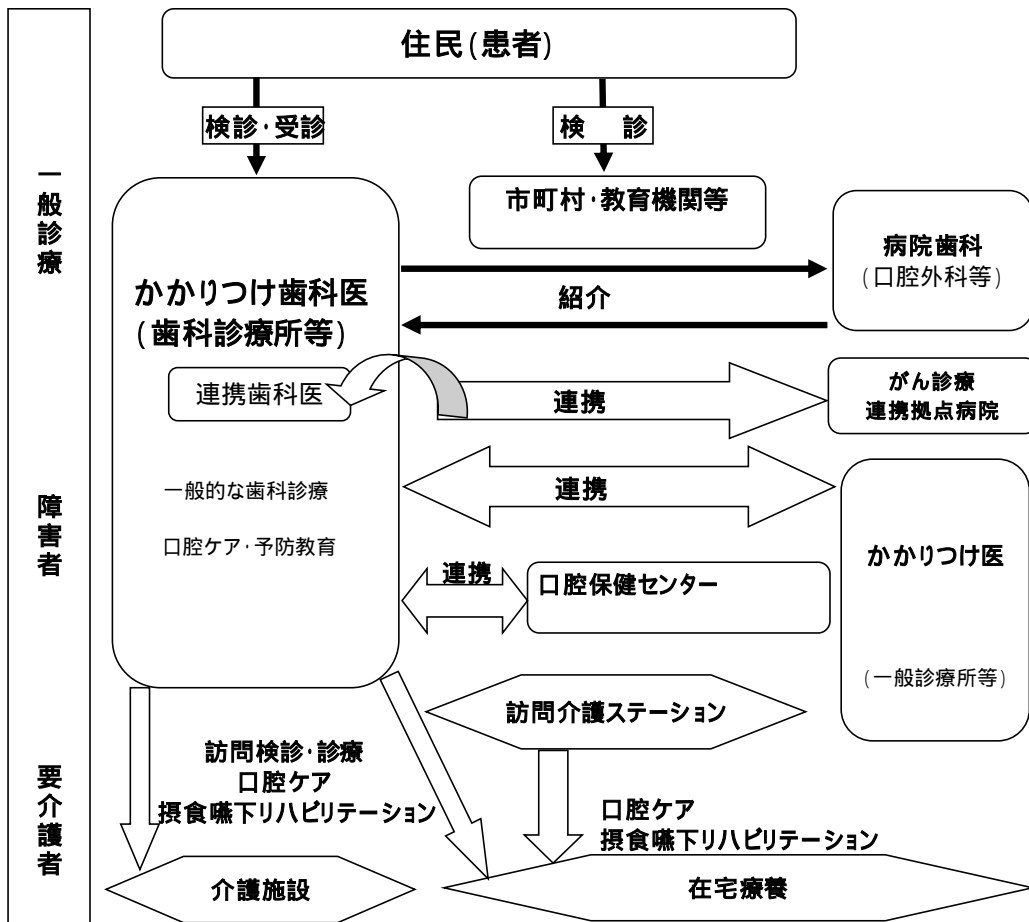 住民(患者)
検診･受診
検　診
一般診療
市町村･教育機関等
病院歯科
(口腔外科等)
かかりつけ歯科医
(歯科診療所等)
紹介
連携歯科医
連携
がん診療
連携拠点病院
障害者
一般的な歯科診療
口腔ケア･予防教育
連携
かかりつけ医
(一般診療所等)
連携
口腔保健センター
訪問介護ステーション
要介護者
訪問検診･診療
口腔ケア
摂食嚥下リハビリテーション
口腔ケア
摂食嚥下リハビリテーション
介護施設
在宅療養